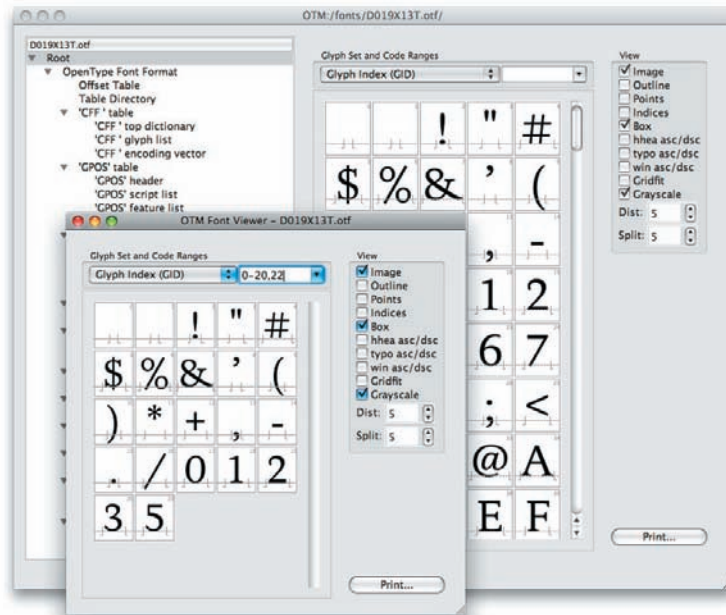 OTM:/fonts/D019X13T.otf/
D019X13T.otf
Root
OpenType Font Format
Offset Table
Table Directory
'CFF ' table
'CFF ' top dictionary
'CFF ' glyph list
'CFF ' encoding vector
'GPOS' table
'GPOS' header
'GPOS' script list
'GPOS' feature list
Glyph Set and Code Ranges
Glyph Index (GID)
! " #
$ % & ’ (
, -
1 2
6 7
; <
@ A
E F
View
Image
Outline
Points
Indices
Box
hhea asc/dsc
typo asc/dsc
win asc/dsc
Gridfit
Grayscale
Dist: 5
Split: 5
Print...
OTM Font Viewer – D019X13T.otf
Glyph Set and Code Ranges
Glyph Index (GID) 0-20,22
! " #
$ % & ’ (
) * + , -
. / 0 1 2
3 5
View
Image
Outline
Points
Indices
Box
hhea asc/dsc
typo asc/dsc
win asc/dsc
Gridfit
Grayscale
Dist: 5
Split: 5
Print...